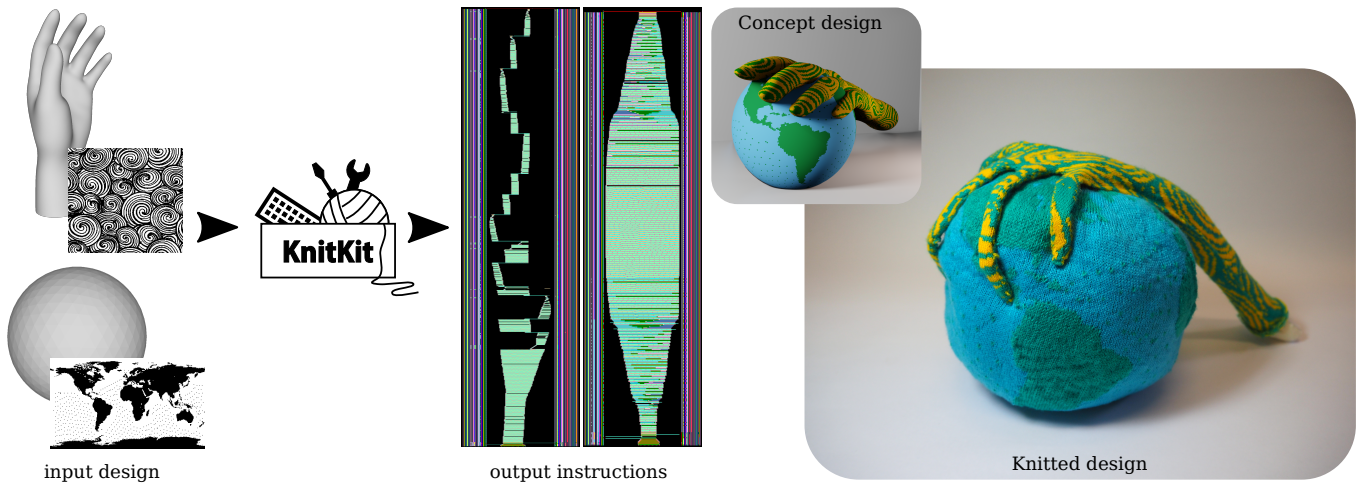 Concept design
KnitKit
Knitted design
input design
output instructions